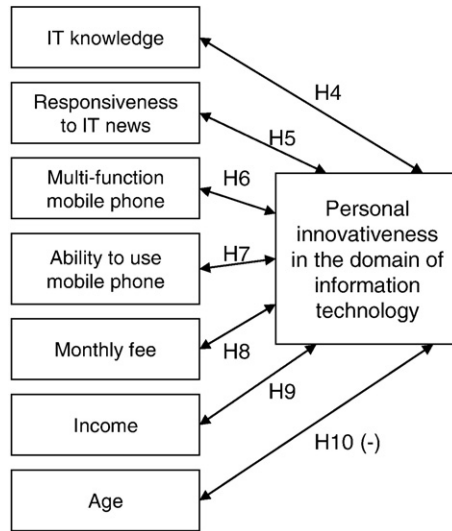 IT knowledge
H4
Responsiveness
to IT news
H5
Multi-function
mobile phone
H6
Personal
innovativeness
in the domain of
information
technology
Ability to use
mobile phone
H7
Monthly fee
H8
Income
H9
Age
H10 (-)